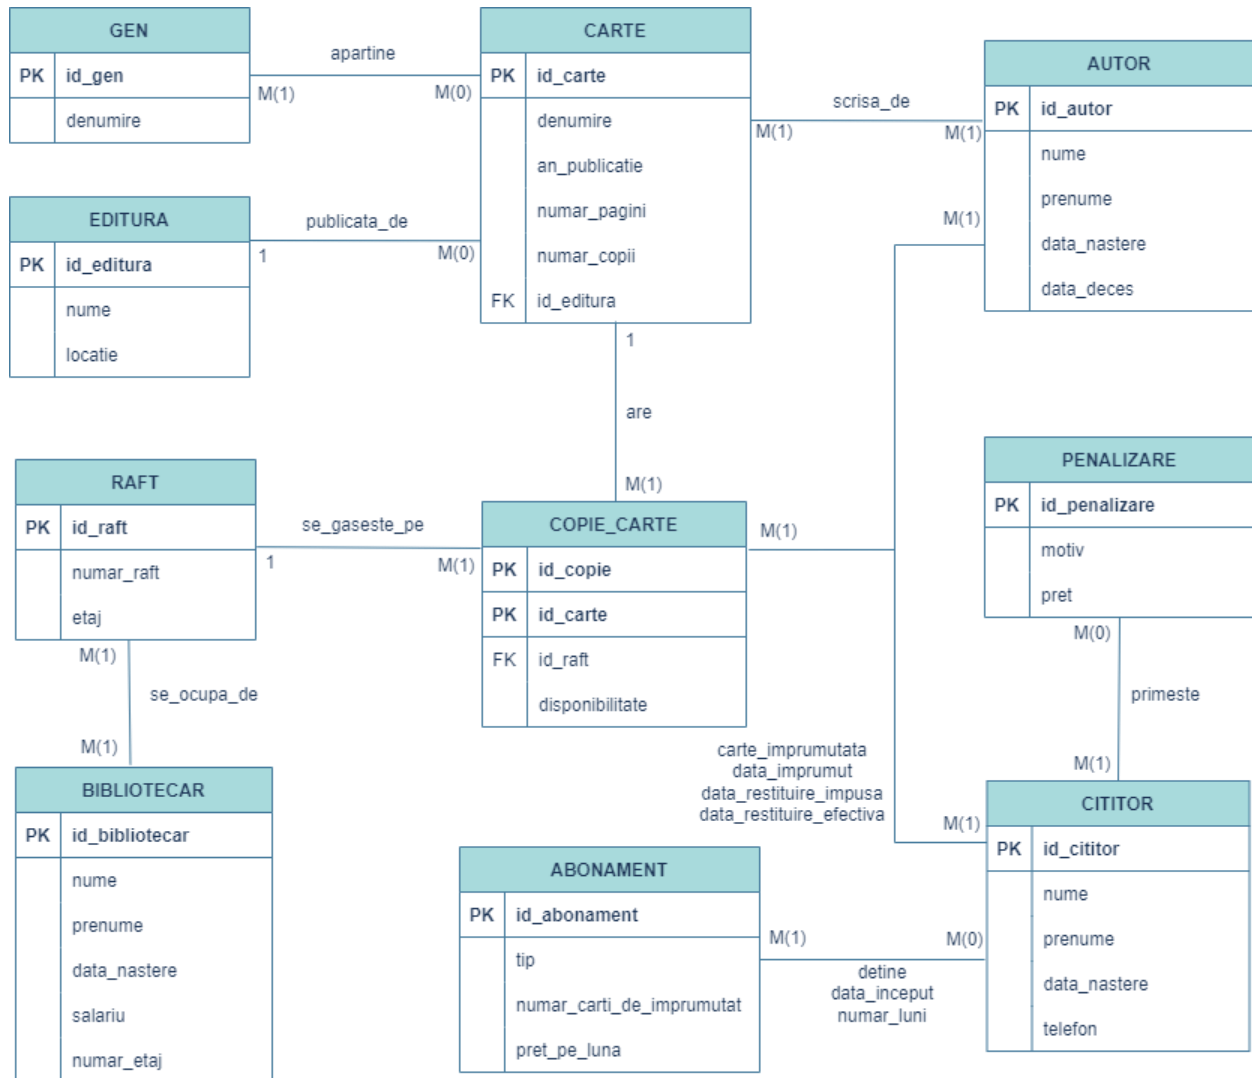 GEN
PK id_gen
denumire
apartine
M(1)
M(0)
CARTE
PK id_carte
denumire
an_publicatie
numar_pagini
numar_copii
FK id_editura
scrisa_de
M(1)
M(1)
AUTOR
PK id_autor
nume
prenume
data_nastere
data_deces
M(1)
EDITURA
PK id_editura
nume
locatie
publicata_de
1
M(0)
1
are
M(1)
RAFT
PK id_raft
numar_raft
etaj
se_gaseste_pe
1
M(1)
COPIE_CARTE
PK id_copie
PK id_carte
FK id_raft
disponibilitate
M(1)
PENALIZARE
PK id_penalizare
motiv
pret
M(0)
primeste
M(1)
M(1)
se_ocupa_de
M(1)
BIBLIOTECAR
PK id_bibliotecar
nume
prenume
data_nastere
salariu
numar_etaj
carte_imprumutata
data_imprumut
data_restituire_impusa
data_restituire_efectiva
M(1)
CITITOR
PK id_cititor
nume
prenume
data_nastere
telefon
ABONAMENT
PK id_abonament
tip
numar_carti_de_imprumutat
pret_pe_luna
M(1)
M(0)
detine
data_inceput
numar_luni